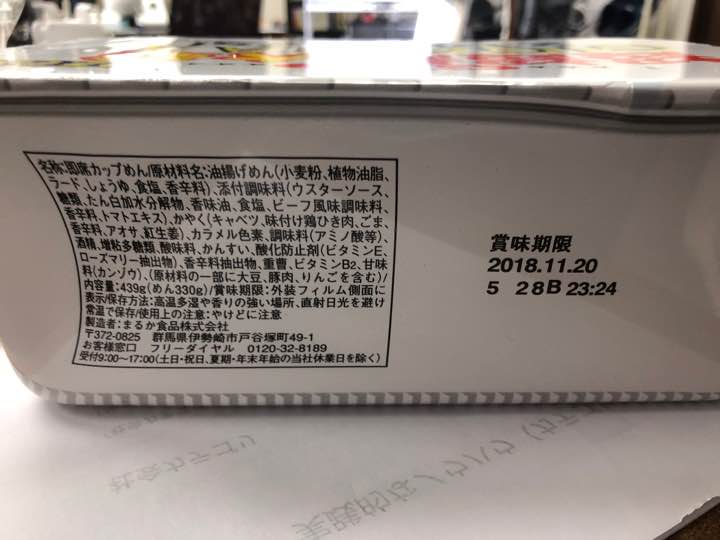 名称:即席カップめん/原材料名:油揚げめん(小麦粉、植物油脂、
ラード、しょうゆ、食塩、香辛料)、添付調味料(ウスターソース、
糖類、たん白加水分解物、香味油、食塩、ビーフ風味調味料、
香辛料、トマトエキス)、かやく(キャベツ、味付け鶏ひき肉、ごま、
香辛料、アオサ、紅生姜)、カラメル色素、調味料(アミノ酸等)、
酒精、増粘多糖類、酸味料、かんすい、酸化防止剤(ビタミンE、
ローズマリー抽出物)、香辛料抽出物、重曹、ビタミンB2、甘味
料(カンゾウ)、(原材料の一部に大豆、豚肉、りんごを含む)/
内容量:439g(めん330g)/賞味期限:外装フィルム側面に
表示/保存方法:高温多湿や香りの強い場所、直射日光を避け
常温で保存/使用上の注意:やけどに注意
製造者:まるか食品株式会社
〒372-0825 群馬県伊勢崎市戸谷塚町49-1
お客様窓口 フリーダイヤル 0120-32-8189
受付9:00〜17:00(土日・祝日、夏期・年末年始の当社休業日を除く)
賞味期限
2018.11.20
5 28B 23:24